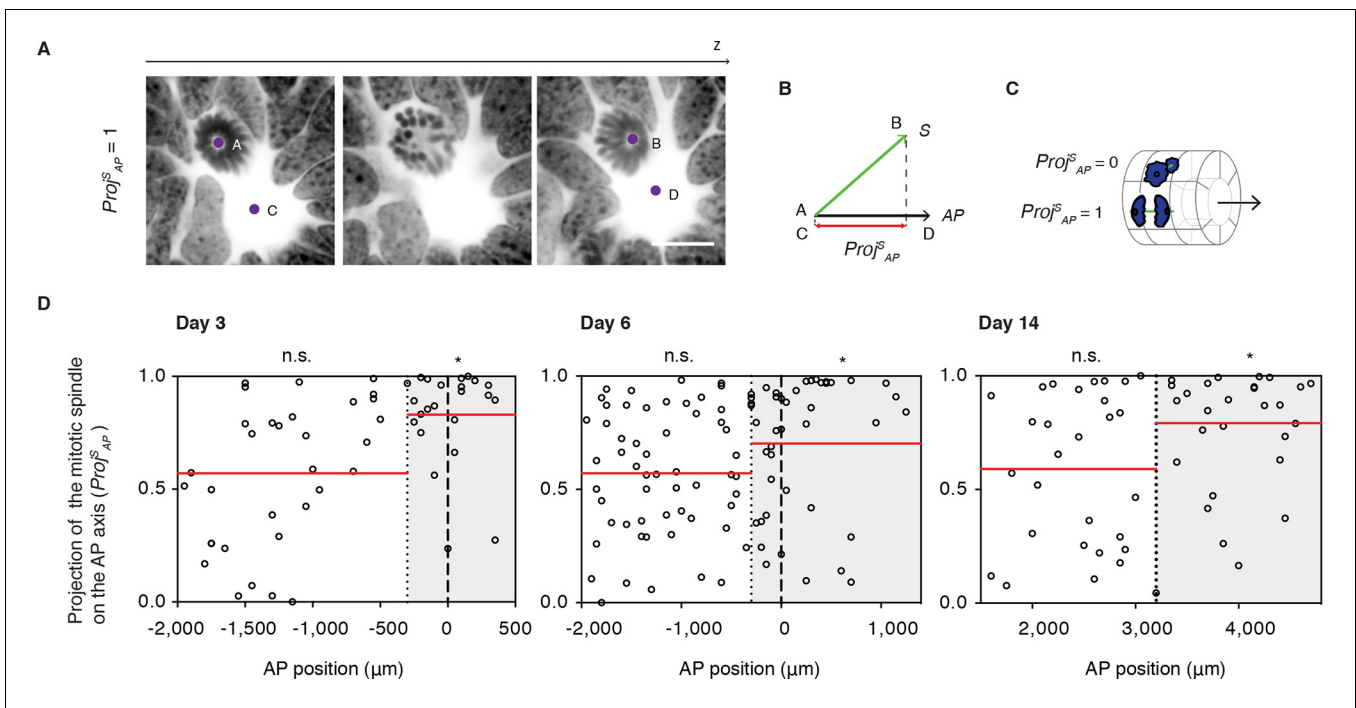 A
z
Proj^S_AP = 1
A
C
B
D
B
B
S
A
AP
C
D
Proj^S_AP
C
Proj^S_AP = 0
Proj^S_AP = 1
D
Projection of the mitotic spindle
on the AP axis (Proj^S_AP)
Day 3
n.s.
*
1.0
0.5
0.0
-2,000 -1,500 -1,000 -500 0 500
AP position (μm)
Day 6
n.s.
*
1.0
0.5
0.0
-2,000 -1,000 0 1,000
AP position (μm)
Day 14
n.s.
*
1.0
0.5
0.0
2,000 3,000 4,000
AP position (μm)